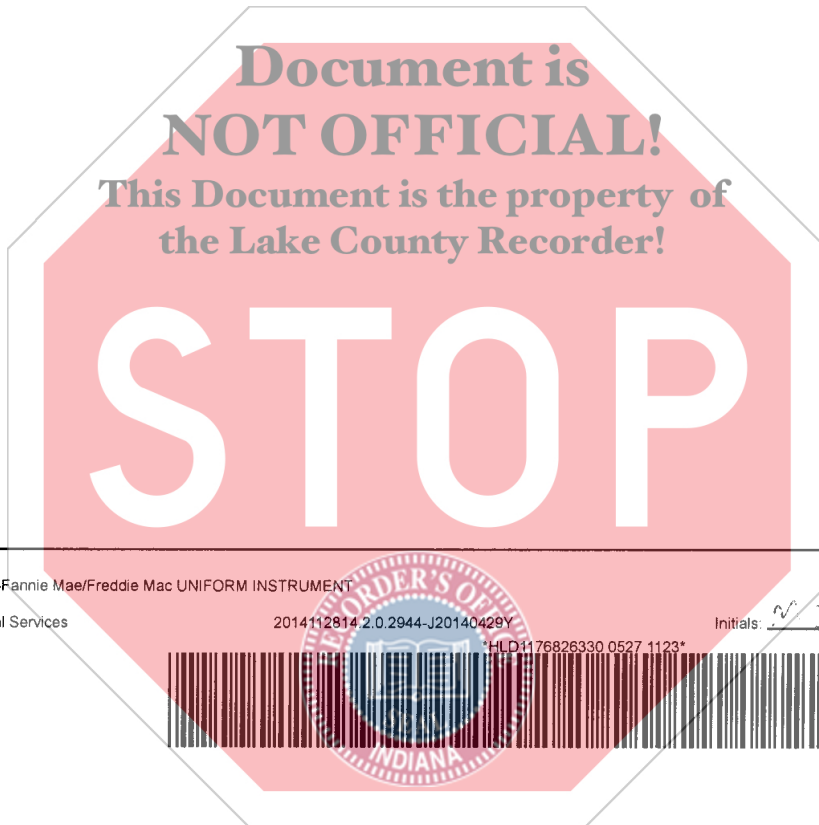 Document is
NOT OFFICIAL!
This Document is the property of
the Lake County Recorder!
STOP
Fannie Mae/Freddie Mac UNIFORM INSTRUMENT
l Services
2014112814.2.0.2944-J20140429Y
Initials:
*HLD1176826330 0527 1123*
RECORDER'S OFFICE
SEAL
INDIANA